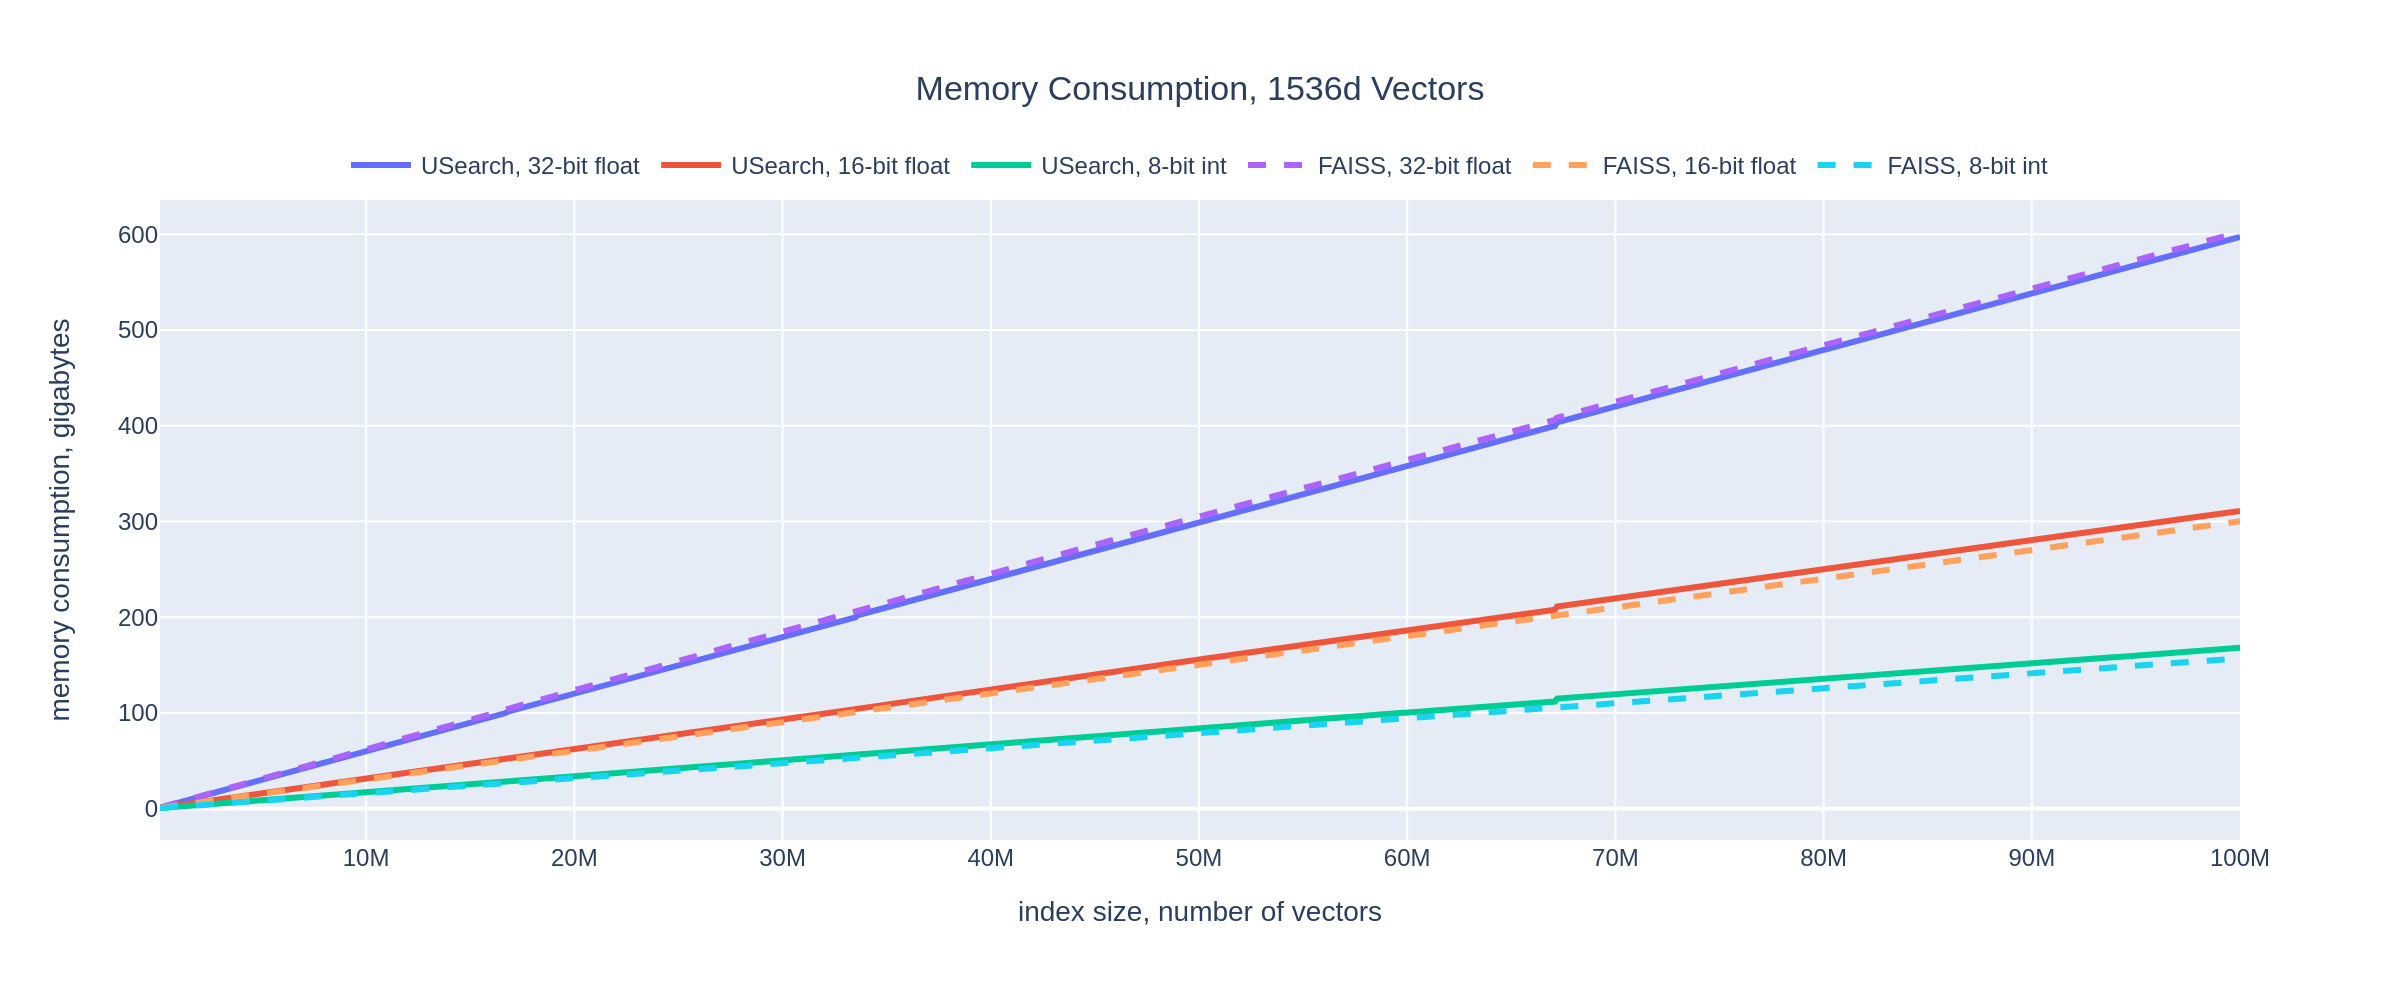 Memory Consumption, 1536d Vectors
USearch, 32-bit float USearch, 16-bit float USearch, 8-bit int FAISS, 32-bit float FAISS, 16-bit float FAISS, 8-bit int
600
500
400
300
200
100
0
memory consumption, gigabytes
10M 20M 30M 40M 50M 60M 70M 80M 90M 100M
index size, number of vectors